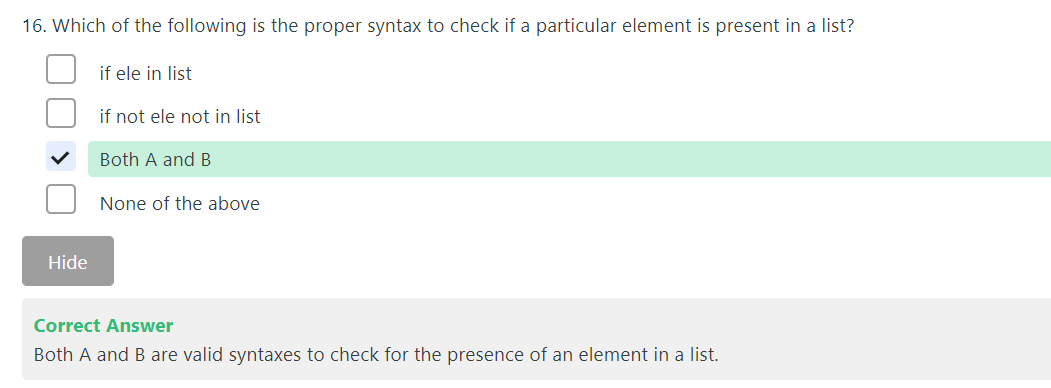 16. Which of the following is the proper syntax to check if a particular element is present in a list?
if ele in list
if not ele not in list
Both A and B
None of the above
Hide
Correct Answer
Both A and B are valid syntaxes to check for the presence of an element in a list.